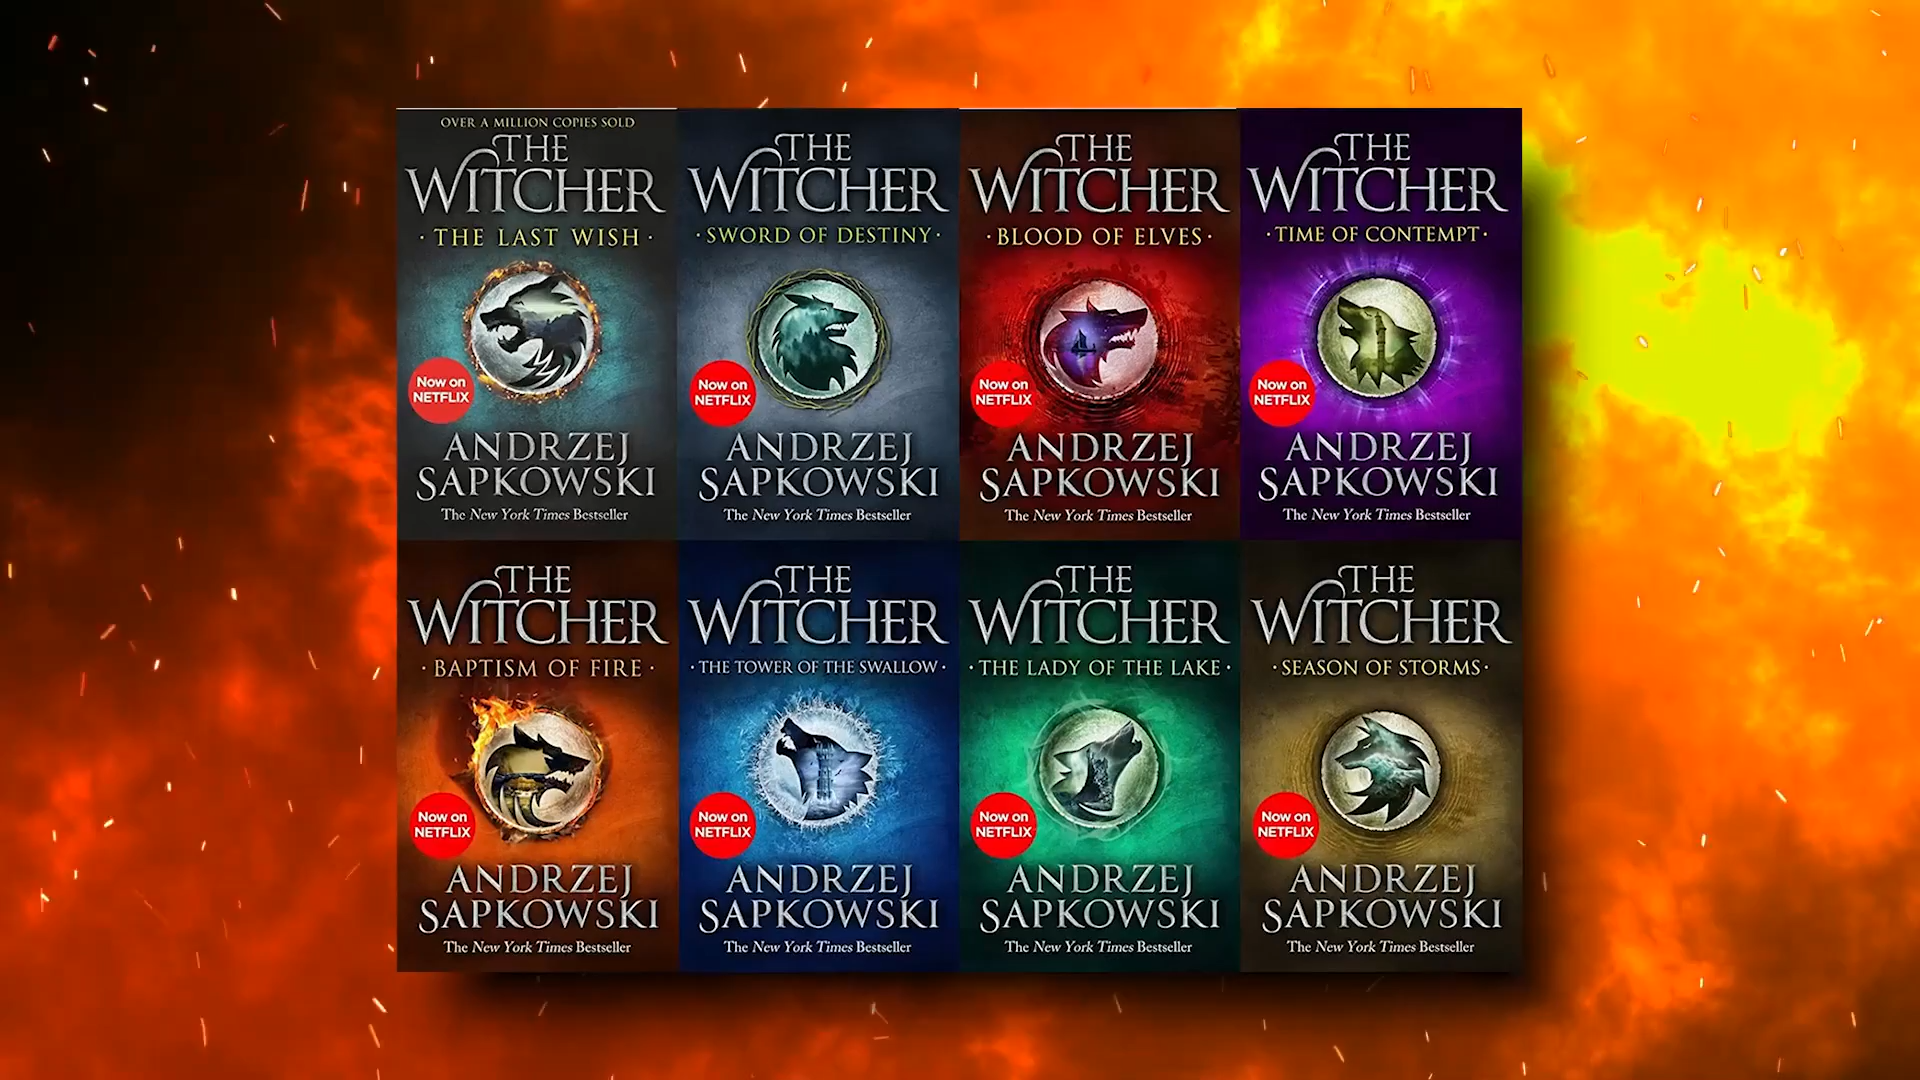 OVER A MILLION COPIES SOLD
THE
WITCHER
· THE LAST WISH ·
Now on
NETFLIX
ANDRZEJ
SAPKOWSKI
The New York Times Bestseller
THE
WITCHER
· SWORD OF DESTINY ·
Now on
NETFLIX
ANDRZEJ
SAPKOWSKI
The New York Times Bestseller
THE
WITCHER
· BLOOD OF ELVES ·
Now on
NETFLIX
ANDRZEJ
SAPKOWSKI
The New York Times Bestseller
THE
WITCHER
· TIME OF CONTEMPT ·
Now on
NETFLIX
ANDRZEJ
SAPKOWSKI
The New York Times Bestseller
THE
WITCHER
· BAPTISM OF FIRE ·
Now on
NETFLIX
ANDRZEJ
SAPKOWSKI
The New York Times Bestseller
THE
WITCHER
· THE TOWER OF THE SWALLOW ·
Now on
NETFLIX
ANDRZEJ
SAPKOWSKI
The New York Times Bestseller
THE
WITCHER
· THE LADY OF THE LAKE ·
Now on
NETFLIX
ANDRZEJ
SAPKOWSKI
The New York Times Bestseller
THE
WITCHER
· SEASON OF STORMS ·
Now on
NETFLIX
ANDRZEJ
SAPKOWSKI
The New York Times Bestseller